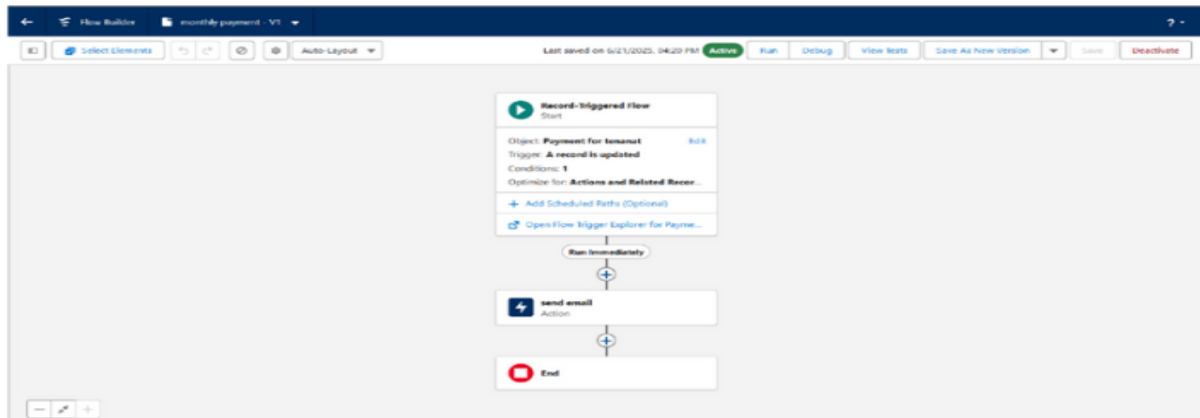 Flow Builder monthly payment - V1 ?
Select Elements Auto-Layout Last saved on 6/21/2025, 04:20 PM Active Run Debug View Tests Save As New Version Save Deactivate
Record-Triggered Flow
Start
Object: Payment for tenanat Edit
Trigger: A record is updated
Conditions: 1
Optimize for: Actions and Related Recor...
+ Add Scheduled Paths (Optional)
Open Flow Trigger Explorer for Payme...
Run Immediately
send email
Action
End